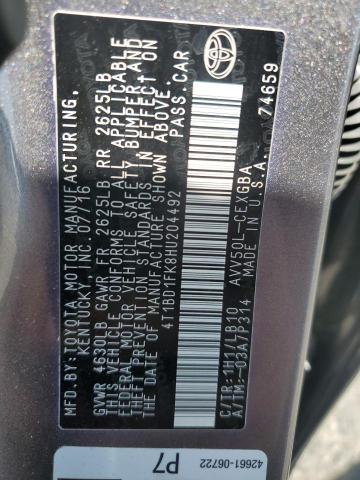 MFD. BY: TOYOTA MOTOR MANUFACTURING,
KENTUCKY, INC. 07/16
GVWR 4630LB GAWR FR 2625LB RR 2625LB
THIS VEHICLE CONFORMS TO ALL APPLICABLE
FEDERAL MOTOR VEHICLE SAFETY, BUMPER, AND
THEFT PREVENTION STANDARDS IN EFFECT ON
THE DATE OF MANUFACTURE SHOWN ABOVE.
4T1BD1FK8HU204492 PASS.CAR
TOYOTA
C/TR: 1H1/LB10 AVV50L-CEXGBA
A/TM: -03A/P314 MADE IN U.S.A. 74659
42661-06722
P7